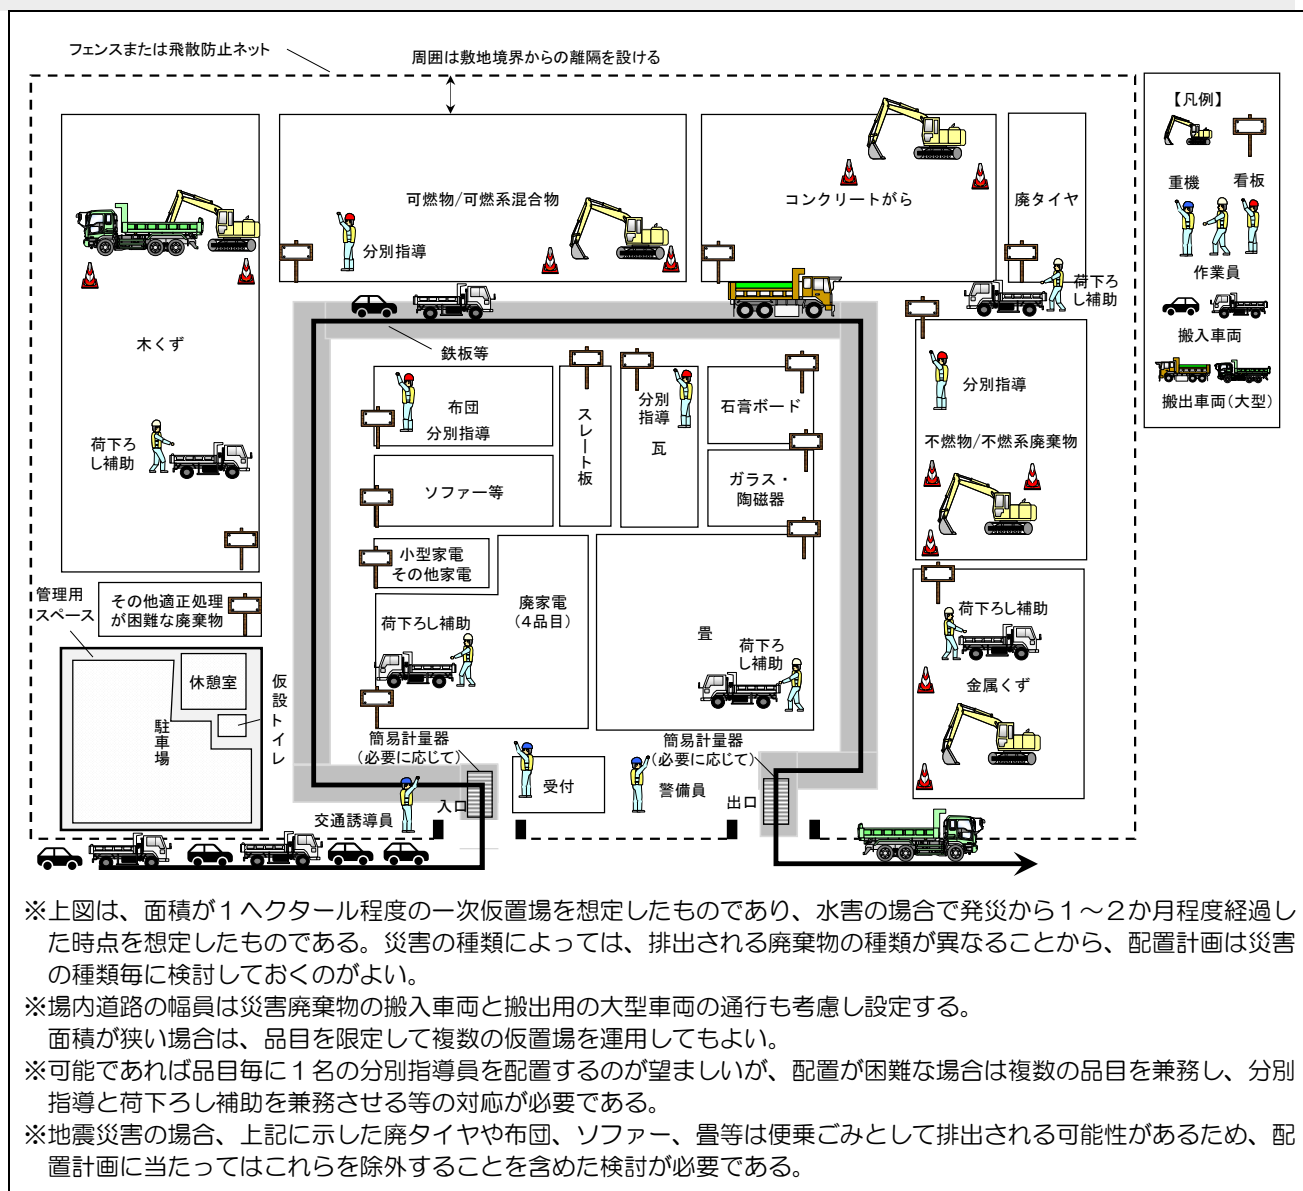 フェンスまたは飛散防止ネット
周囲は敷地境界からの離隔を設ける
【凡例】
重機
看板
作業員
搬入車両
搬出車両(大型)
可燃物/可燃系混合物
分別指導
コンクリートがら
廃タイヤ
荷下ろ
し補助
木くず
鉄板等
荷下ろ
し補助
布団
分別指導
スレート板
分別
指導
瓦
石膏ボード
分別指導
不燃物/不燃系廃棄物
ソファー等
ガラス・
陶磁器
小型家電
その他家電
廃家電
(4品目)
荷下ろし補助
畳
荷下ろ
し補助
荷下ろし補助
金属くず
管理用
スペース
その他適正処理
が困難な廃棄物
休憩室
仮設トイレ
駐車場
簡易計量器
(必要に応じて)
簡易計量器
(必要に応じて)
交通誘導員
入口
受付
警備員
出口
※上図は、面積が1ヘクタール程度の一次仮置場を想定したものであり、水害の場合で発災から1～2か月程度経過し
た時点を想定したものである。災害の種類によっては、排出される廃棄物の種類が異なることから、配置計画は災害
の種類毎に検討しておくのがよい。
※場内道路の幅員は災害廃棄物の搬入車両と搬出用の大型車両の通行も考慮し設定する。
面積が狭い場合は、品目を限定して複数の仮置場を運用してもよい。
※可能であれば品目毎に1名の分別指導員を配置するのが望ましいが、配置が困難な場合は複数の品目を兼務し、分別
指導と荷下ろし補助を兼務させる等の対応が必要である。
※地震災害の場合、上記に示した廃タイヤや布団、ソファー、畳等は便乗ごみとして排出される可能性があるため、配
置計画に当たってはこれらを除外することを含めた検討が必要である。